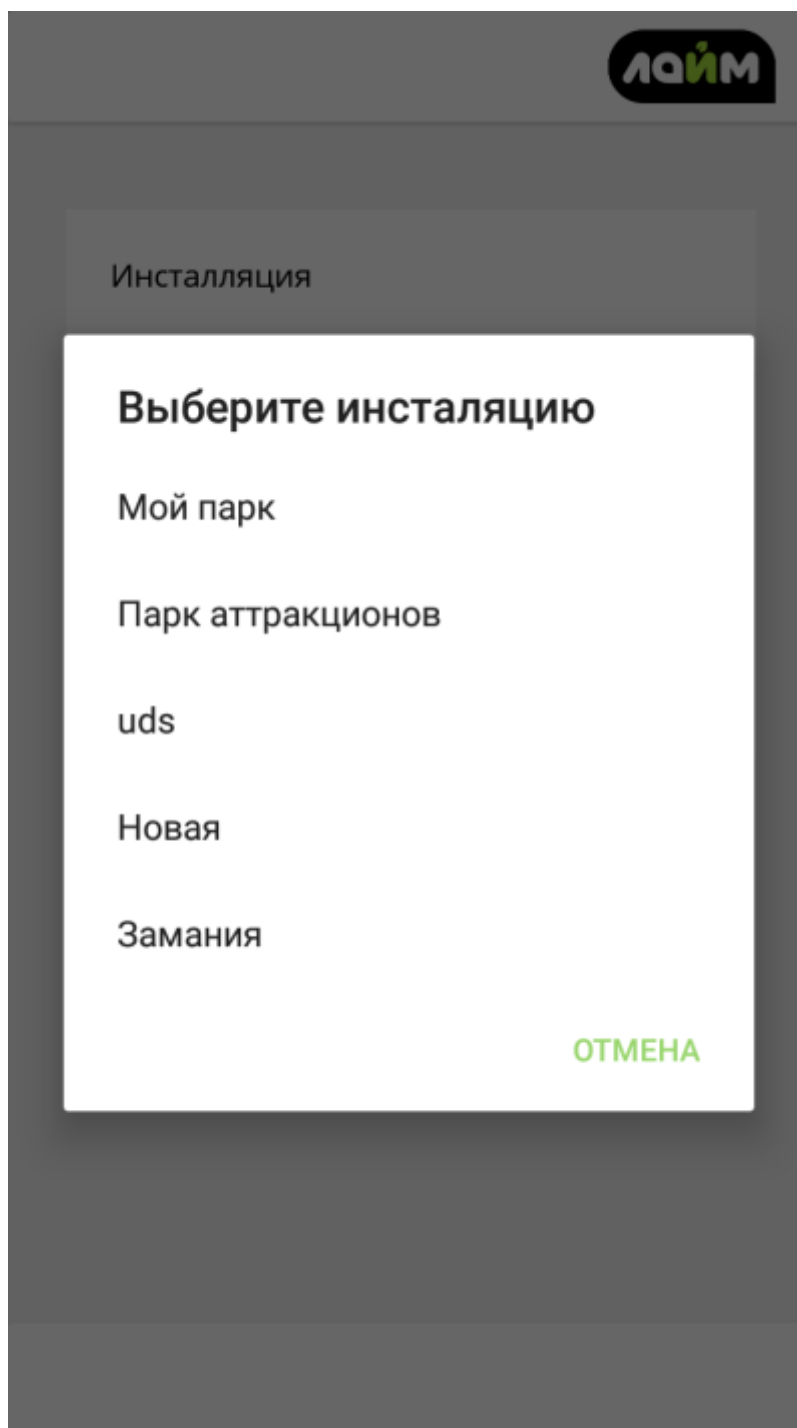 лайм
Инсталляция
Выберите инсталяцию
Мой парк
Парк аттракционов
uds
Новая
Замания
ОТМЕНА